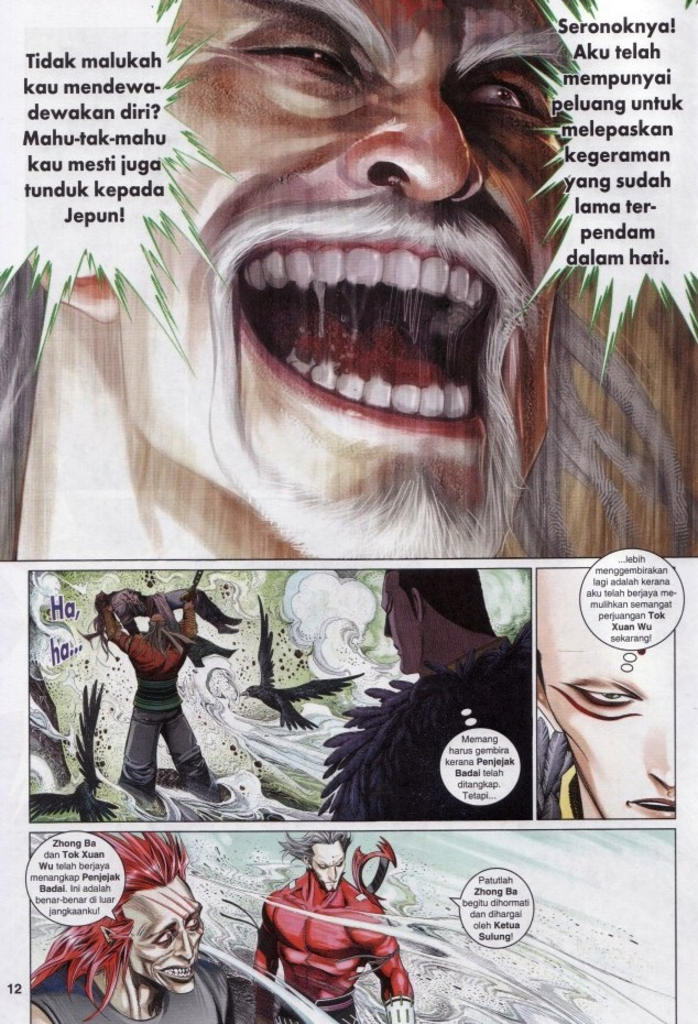 Tidak malukah
kau mendewa-
dewakan diri?
Mahu-tak-mahu
kau mesti juga
tunduk kepada
Jepun!
Seronoknya!
Aku telah
mempunyai
peluang untuk
melepaskan
kegeraman
yang sudah
lama ter-
pendam
dalam hati.
Ha,
ha...
Memang
harus gembira
kerana Penjejak
Badai telah
ditangkap.
Tetapi...
...lebih
menggembirakan
lagi adalah kerana
aku telah berjaya me-
mulihkan semangat
perjuangan Tok
Xuan Wu
sekarang!
Zhong Ba
dan Tok Xuan
Wu telah berjaya
menangkap Penjejak
Badai. Ini adalah
benar-benar di luar
jangkaanku!
Patutlah
Zhong Ba
begitu dihormati
dan dihargai
oleh Ketua
Sulung!
12